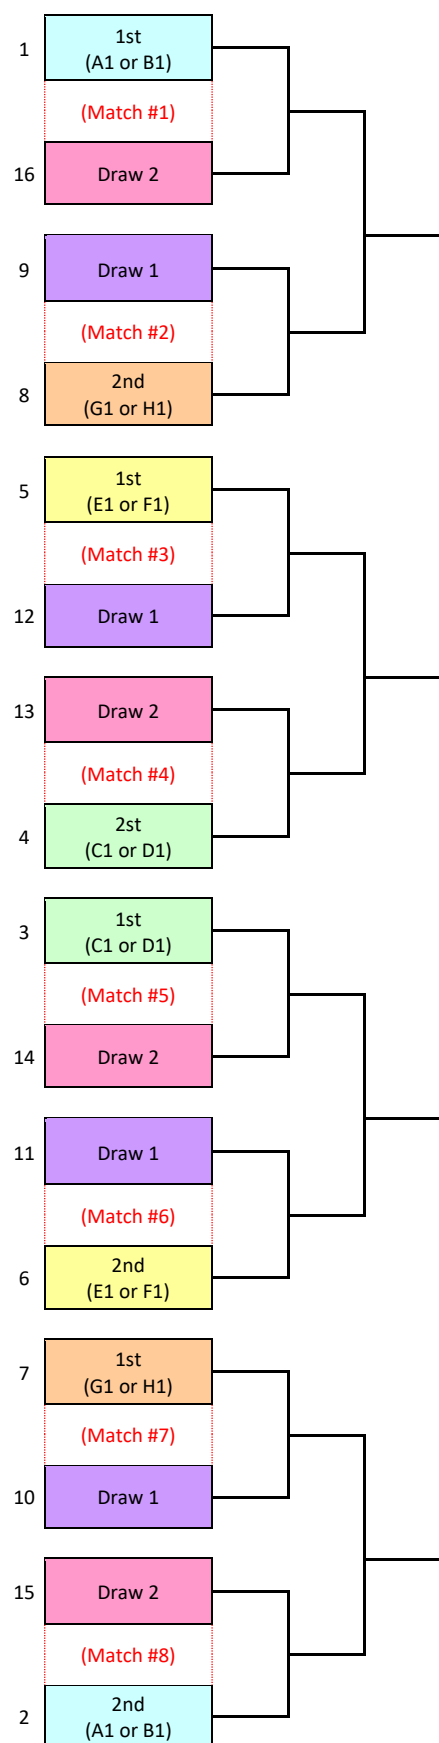 1
1st
(A1 or B1)
(Match #1)
16
Draw 2
9
Draw 1
(Match #2)
8
2nd
(G1 or H1)
5
1st
(E1 or F1)
(Match #3)
12
Draw 1
13
Draw 2
(Match #4)
4
2st
(C1 or D1)
3
1st
(C1 or D1)
(Match #5)
14
Draw 2
11
Draw 1
(Match #6)
6
2nd
(E1 or F1)
7
1st
(G1 or H1)
(Match #7)
10
Draw 1
15
Draw 2
(Match #8)
2
2nd
(A1 or B1)